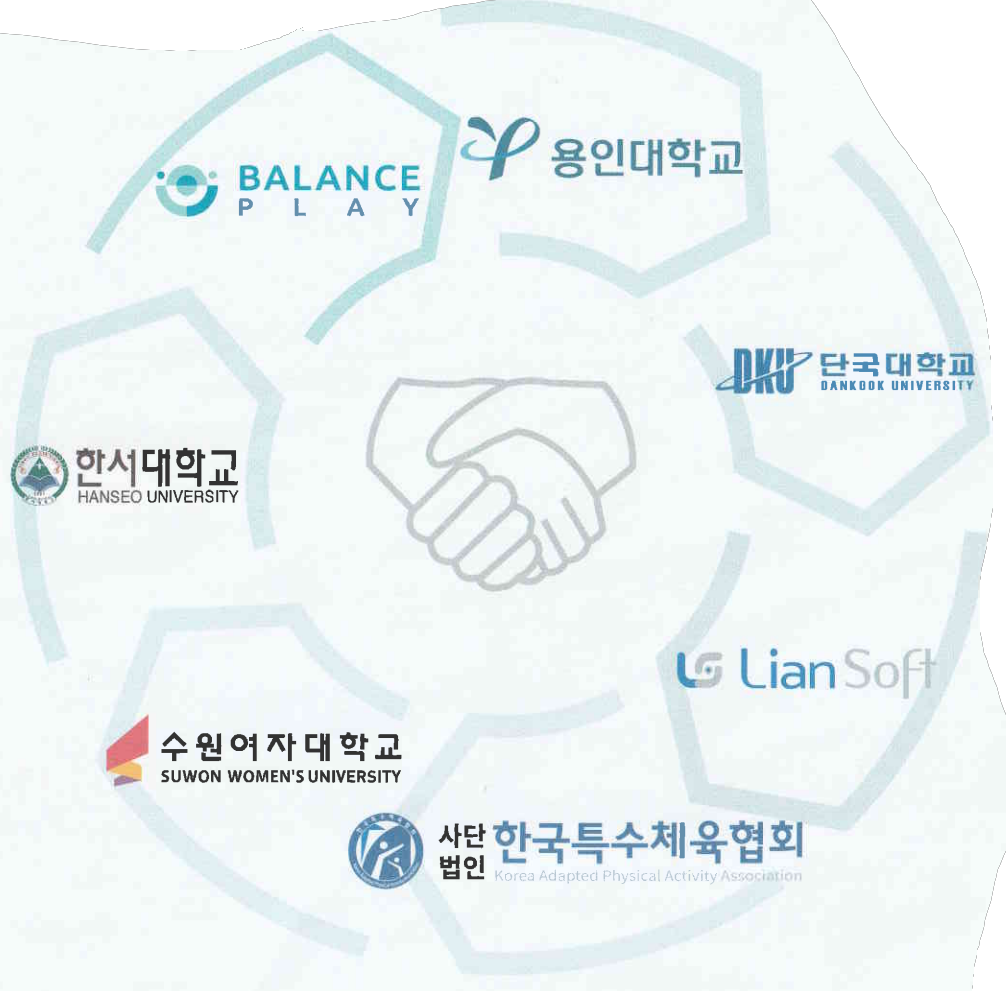 BALANCE
PLAY
용인대학교
DKU 단국대학교
DANKOOK UNIVERSITY
한서대학교
HANSEO UNIVERSITY
Lian Soft
수원여자대학교
SUWON WOMEN'S UNIVERSITY
사단
법인
한국특수체육협회
Korea Adapted Physical Activity Association